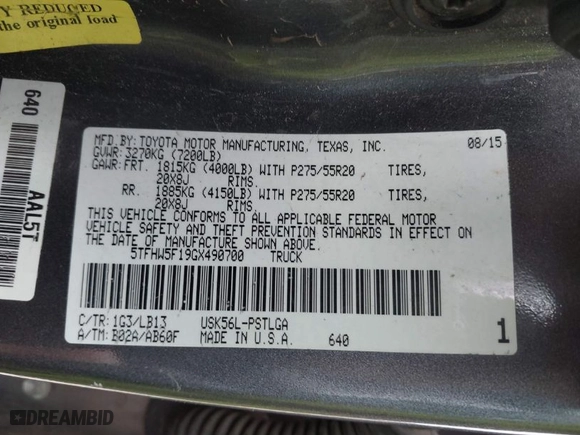 Y REDUCED
the original load
640
AAL5T
MFD.BY:TOYOTA MOTOR MANUFACTURING, TEXAS, INC. 08/15
GVWR:3270KG (7200LB)
GAWR:FRT. 1815KG (4000LB) WITH P275/55R20 TIRES,
20X8J RIMS.
RR. 1885KG (4150LB) WITH P275/55R20 TIRES,
20X8J RIMS.
THIS VEHICLE CONFORMS TO ALL APPLICABLE FEDERAL MOTOR
VEHICLE SAFETY AND THEFT PREVENTION STANDARDS IN EFFECT ON
THE DATE OF MANUFACTURE SHOWN ABOVE.
5TFHW5F19GX490700 TRUCK
C/TR:1G3/LB13 USK56L-PSTLGA
A/TM:B02A/AB60F MADE IN U.S.A. 640
1
DREAMBID